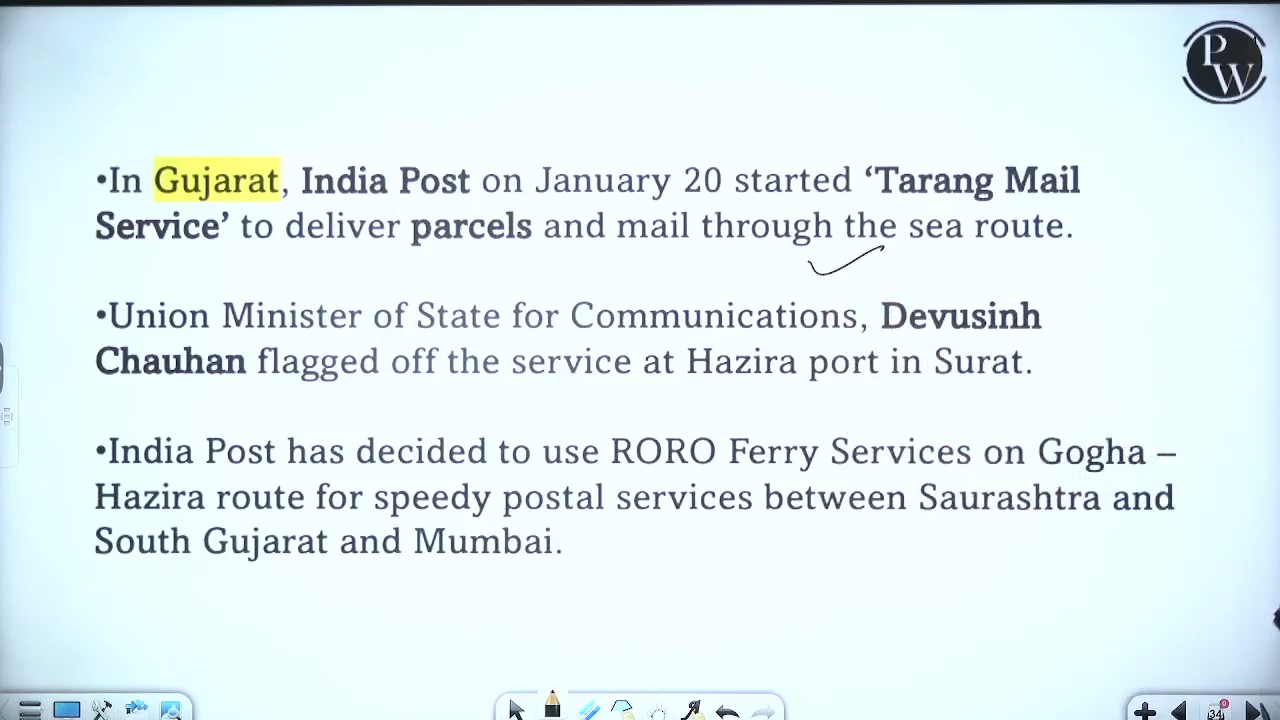 PW
•In Gujarat, India Post on January 20 started ‘Tarang Mail
Service’ to deliver parcels and mail through the sea route.
•Union Minister of State for Communications, Devusinh
Chauhan flagged off the service at Hazira port in Surat.
•India Post has decided to use RORO Ferry Services on Gogha –
Hazira route for speedy postal services between Saurashtra and
South Gujarat and Mumbai.
34